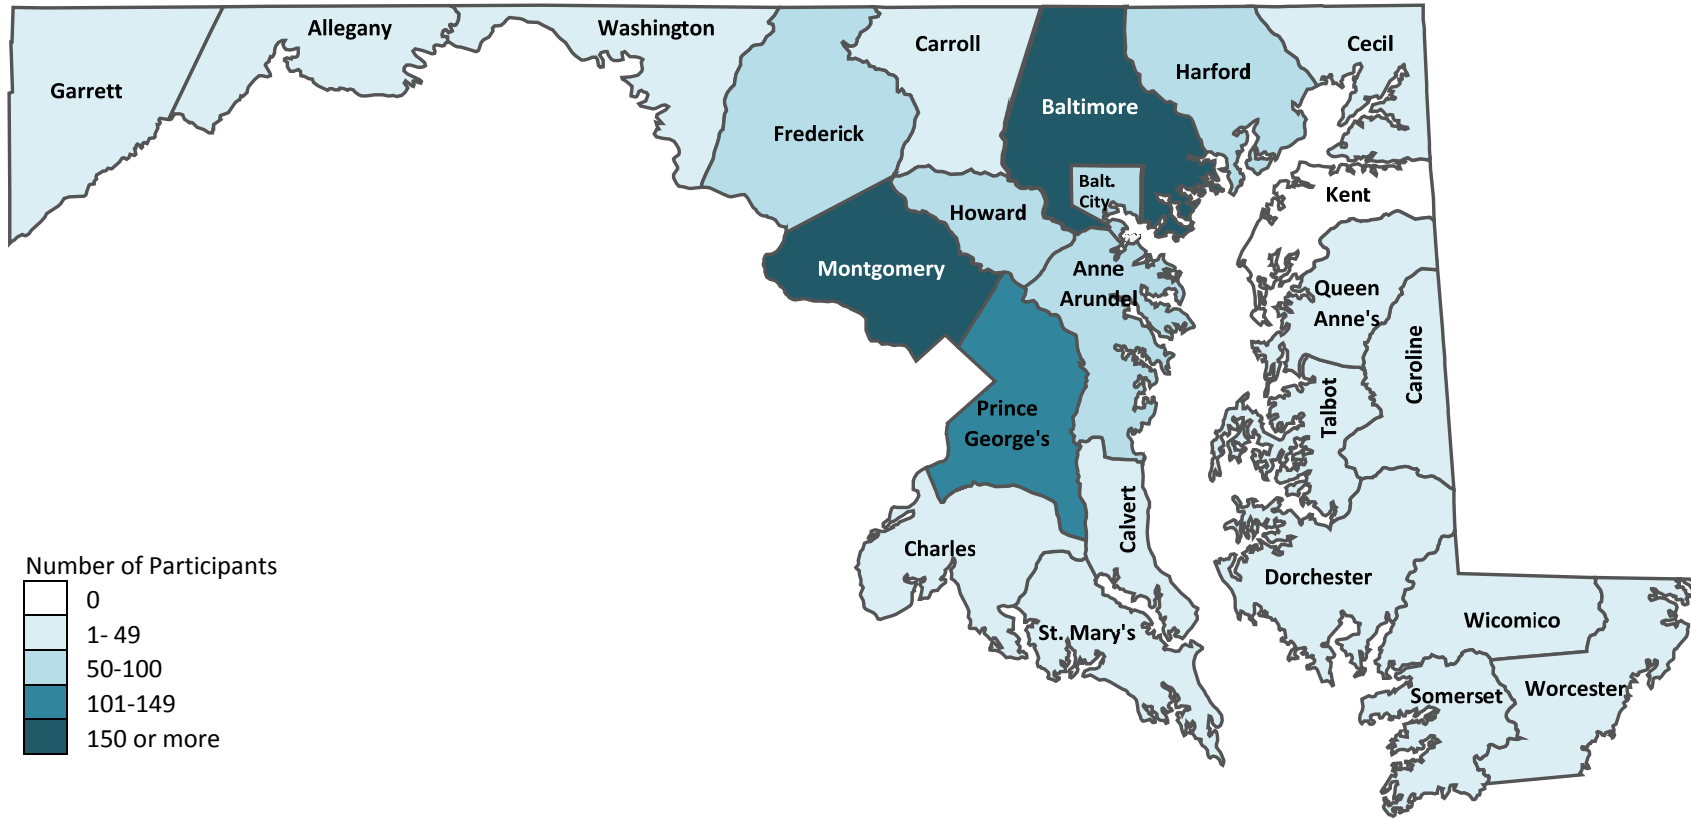 Allegany
Washington
Carroll
Cecil
Garrett
Harford
Baltimore
Frederick
Balt.
City
Kent
Howard
Montgomery
Anne
Arundel
Queen
Anne's
Caroline
Talbot
Prince
George's
Calvert
Charles
Dorchester
Wicomico
St. Mary's
Somerset
Worcester
Number of Participants
0
1- 49
50-100
101-149
150 or more